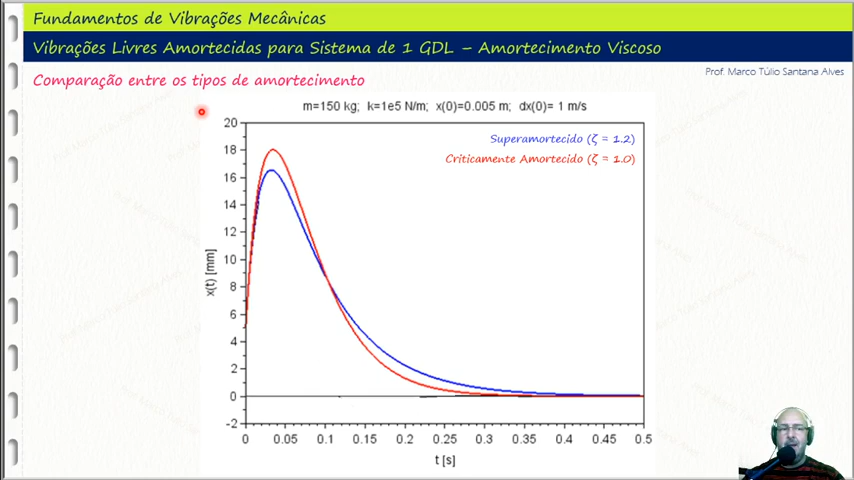 Fundamentos de Vibrações Mecânicas
Vibrações Livres Amortecidas para Sistema de 1 GDL – Amortecimento Viscoso
Prof. Marco Túlio Santana Alves
Comparação entre os tipos de amortecimento
m=150 kg; k=1e5 N/m; x(0)=0.005 m; dx(0)= 1 m/s
Superamortecido (ζ = 1.2)
Criticamente Amortecido (ζ = 1.0)
20
18
16
14
12
10
8
6
4
2
0
-2
x(t) [mm]
0 0.05 0.1 0.15 0.2 0.25 0.3 0.35 0.4 0.45 0.5
t [s]